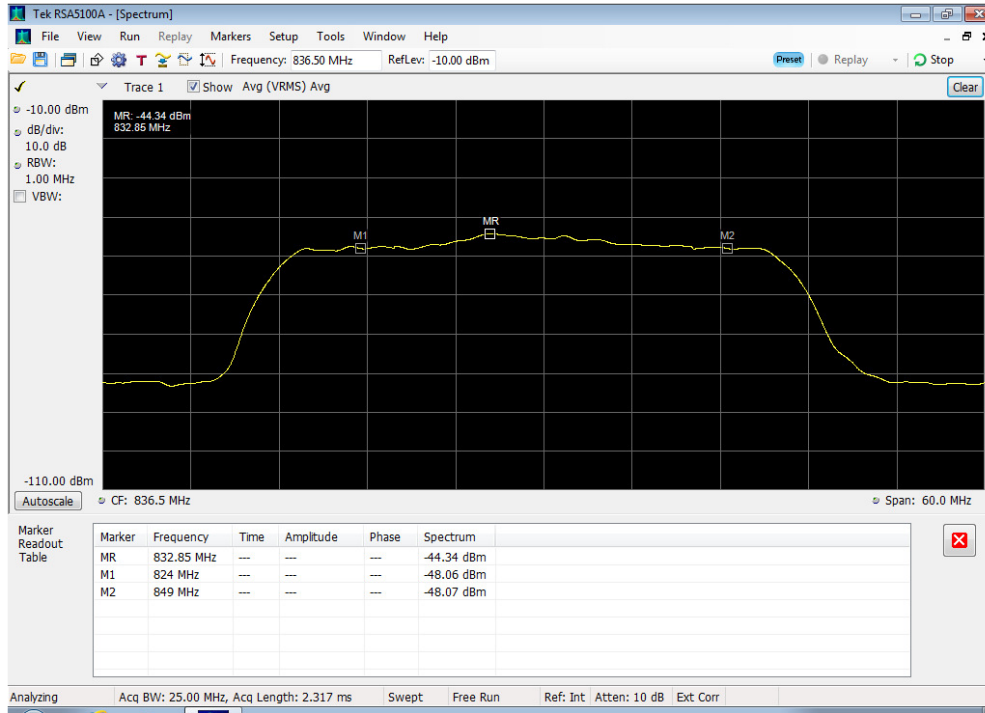 Tek RSA5100A - [Spectrum]
File View Run Replay Markers Setup Tools Window Help
T Frequency: 836.50 MHz RefLev: -10.00 dBm Preset Replay Stop
Trace 1 Show Avg (VRMS) Avg Clear
-10.00 dBm
dB/div:
10.0 dB
RBW:
1.00 MHz
VBW:
MR: -44.34 dBm
832.85 MHz
MR
M1
M2
-110.00 dBm
Autoscale CF: 836.5 MHz Span: 60.0 MHz
Marker
Readout
Table
Marker Frequency Time Amplitude Phase Spectrum
MR 832.85 MHz --- --- --- -44.34 dBm
M1 824 MHz --- --- --- -48.06 dBm
M2 849 MHz --- --- --- -48.07 dBm
Analyzing Acq BW: 25.00 MHz, Acq Length: 2.317 ms Swept Free Run Ref: Int Atten: 10 dB Ext Corr